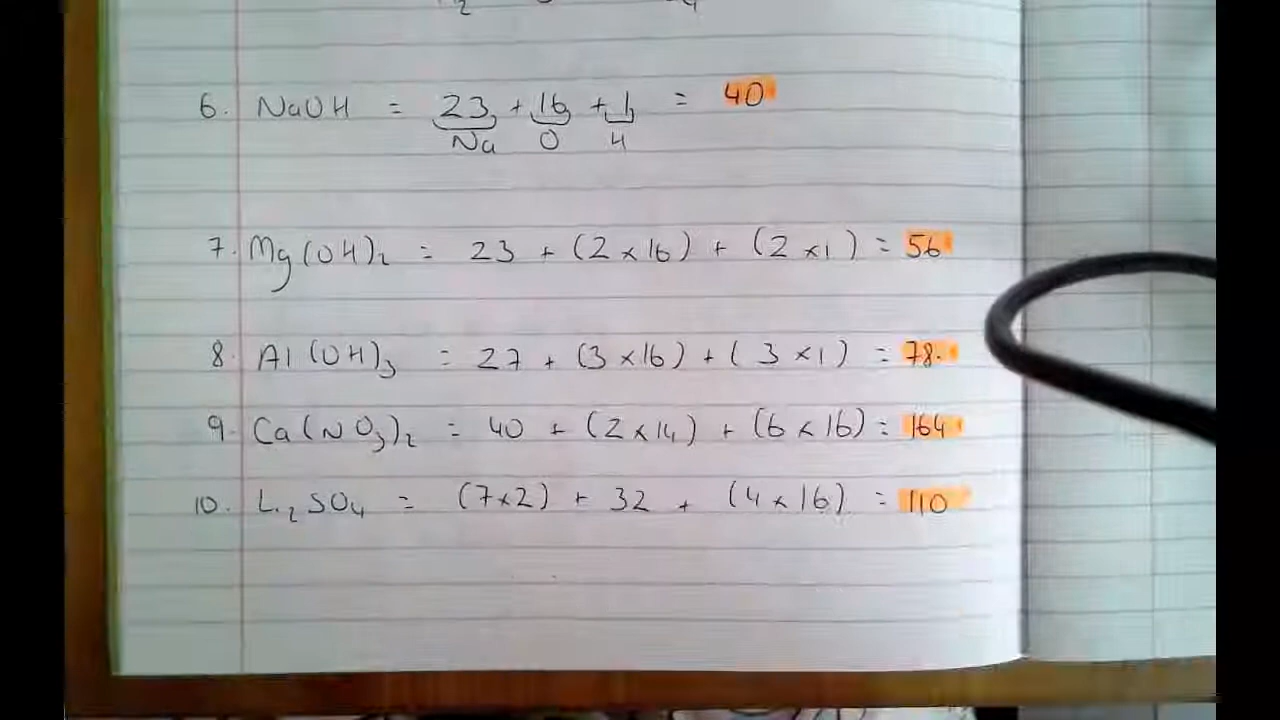 6. NaOH = 23 + 16 + 1 = 40
Na O H
7. Mg(OH)₂ = 23 + (2 × 16) + (2 × 1) = 56
8. Al(OH)₃ = 27 + (3 × 16) + (3 × 1) = 78.
9. Ca(NO₃)₂ = 40 + (2 × 14) + (6 × 16) = 164
10. Li₂SO₄ = (7 × 2) + 32 + (4 × 16) = 110